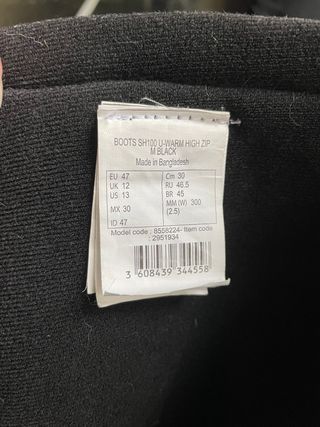 BOOTS SH100 U-WARM HIGH ZIP
M BLACK
Made in Bangladesh
EU 47 Cm 30
UK 12 RU 46.5
US 13 BR 45
MX 30 MM (W) 300
(2.5)
ID 47
Model code : 8558224- Item code
: 2951934
3 608439 344558